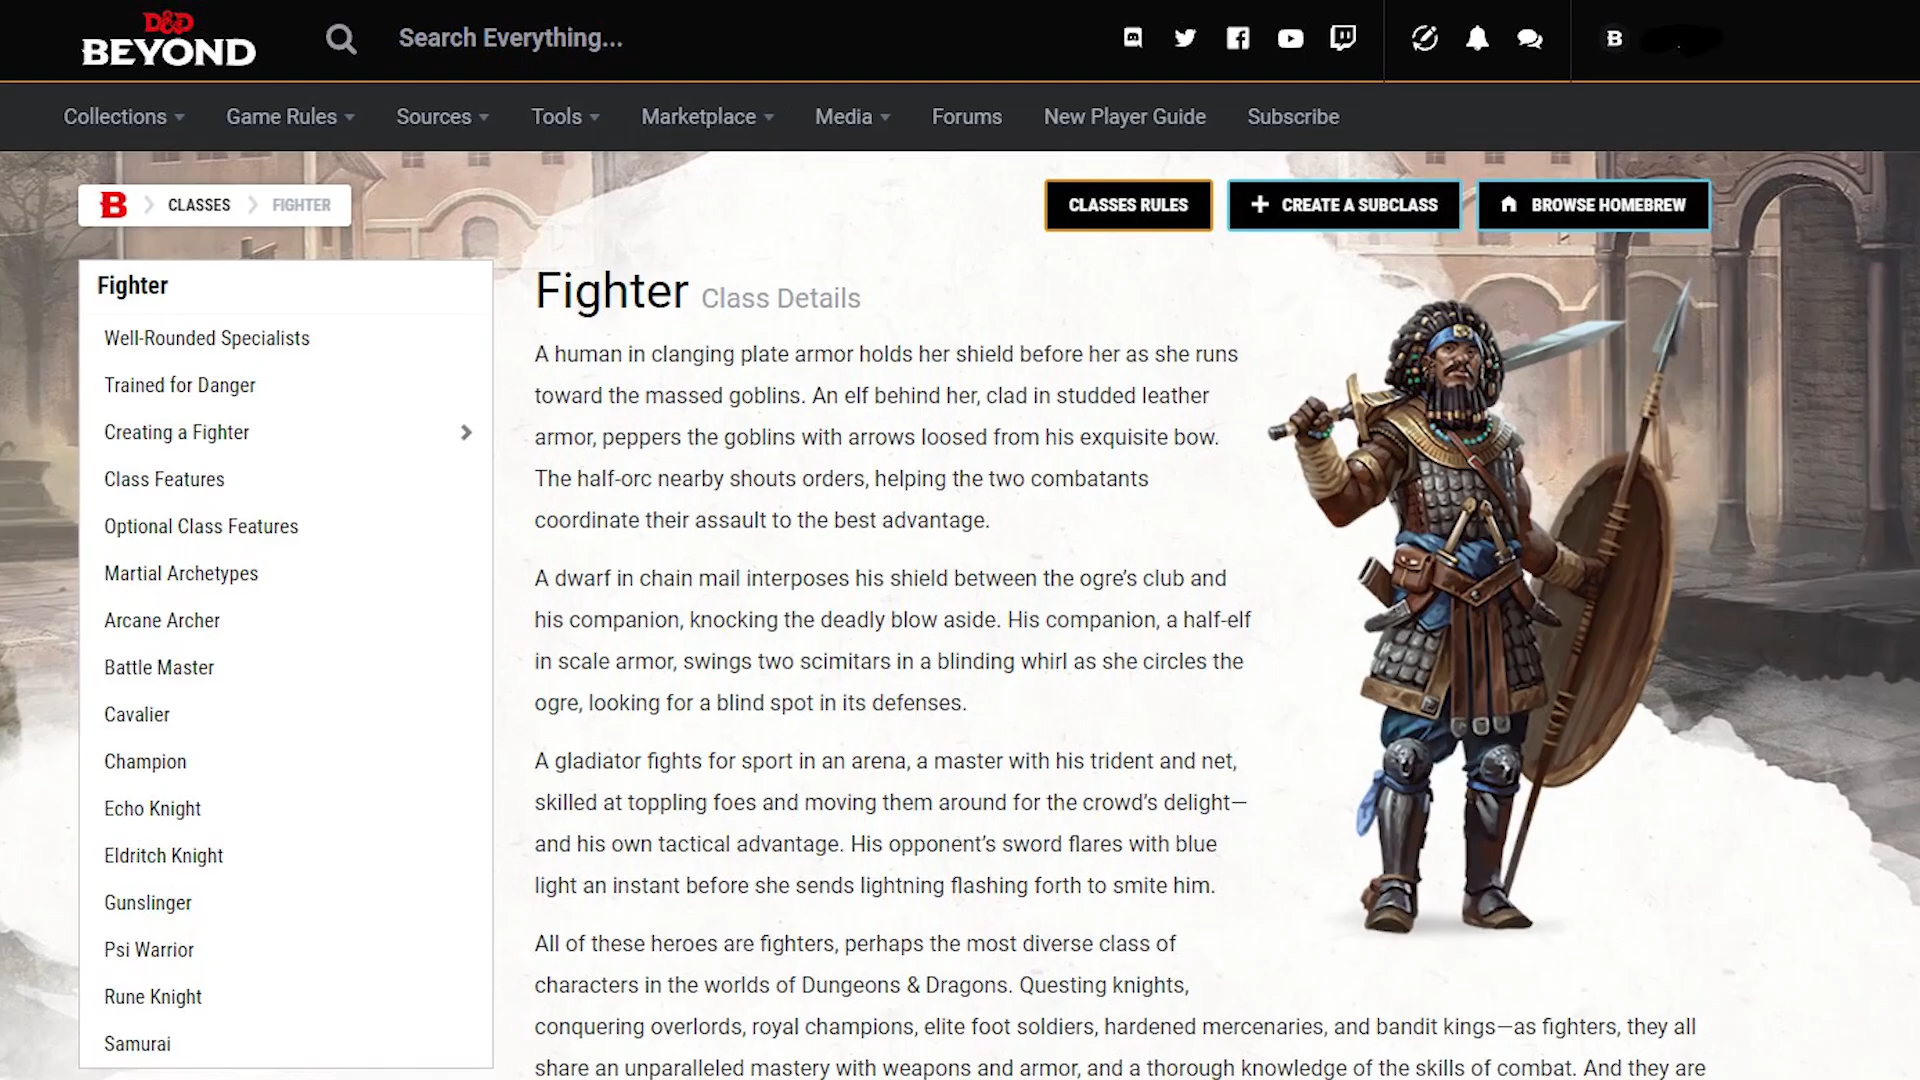 D&D
BEYOND
Search Everything...
B
Collections
Game Rules
Sources
Tools
Marketplace
Media
Forums
New Player Guide
Subscribe
B
CLASSES
FIGHTER
CLASSES RULES
+ CREATE A SUBCLASS
BROWSE HOMEBREW
Fighter
Well-Rounded Specialists
Trained for Danger
Creating a Fighter
Class Features
Optional Class Features
Martial Archetypes
Arcane Archer
Battle Master
Cavalier
Champion
Echo Knight
Eldritch Knight
Gunslinger
Psi Warrior
Rune Knight
Samurai
Fighter Class Details
A human in clanging plate armor holds her shield before her as she runs
toward the massed goblins. An elf behind her, clad in studded leather
armor, peppers the goblins with arrows loosed from his exquisite bow.
The half-orc nearby shouts orders, helping the two combatants
coordinate their assault to the best advantage.
A dwarf in chain mail interposes his shield between the ogre’s club and
his companion, knocking the deadly blow aside. His companion, a half-elf
in scale armor, swings two scimitars in a blinding whirl as she circles the
ogre, looking for a blind spot in its defenses.
A gladiator fights for sport in an arena, a master with his trident and net,
skilled at toppling foes and moving them around for the crowd’s delight—
and his own tactical advantage. His opponent’s sword flares with blue
light an instant before she sends lightning flashing forth to smite him.
All of these heroes are fighters, perhaps the most diverse class of
characters in the worlds of Dungeons & Dragons. Questing knights,
conquering overlords, royal champions, elite foot soldiers, hardened mercenaries, and bandit kings—as fighters, they all
share an unparalleled mastery with weapons and armor, and a thorough knowledge of the skills of combat. And they are